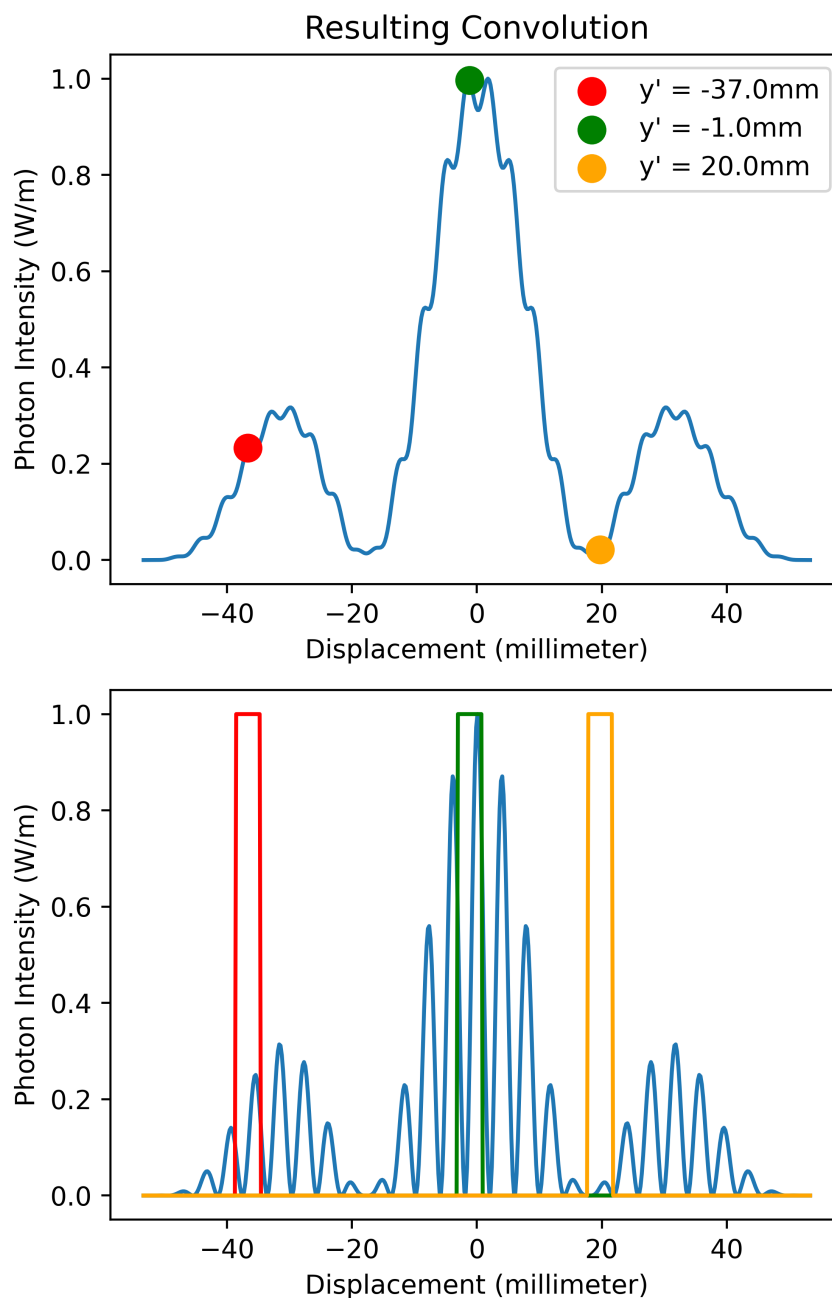 Resulting Convolution
Photon Intensity (W/m)
1.0
0.8
0.6
0.4
0.2
0.0
y' = -37.0mm
y' = -1.0mm
y' = 20.0mm
−40 −20 0 20 40
Displacement (millimeter)
Photon Intensity (W/m)
1.0
0.8
0.6
0.4
0.2
0.0
−40 −20 0 20 40
Displacement (millimeter)